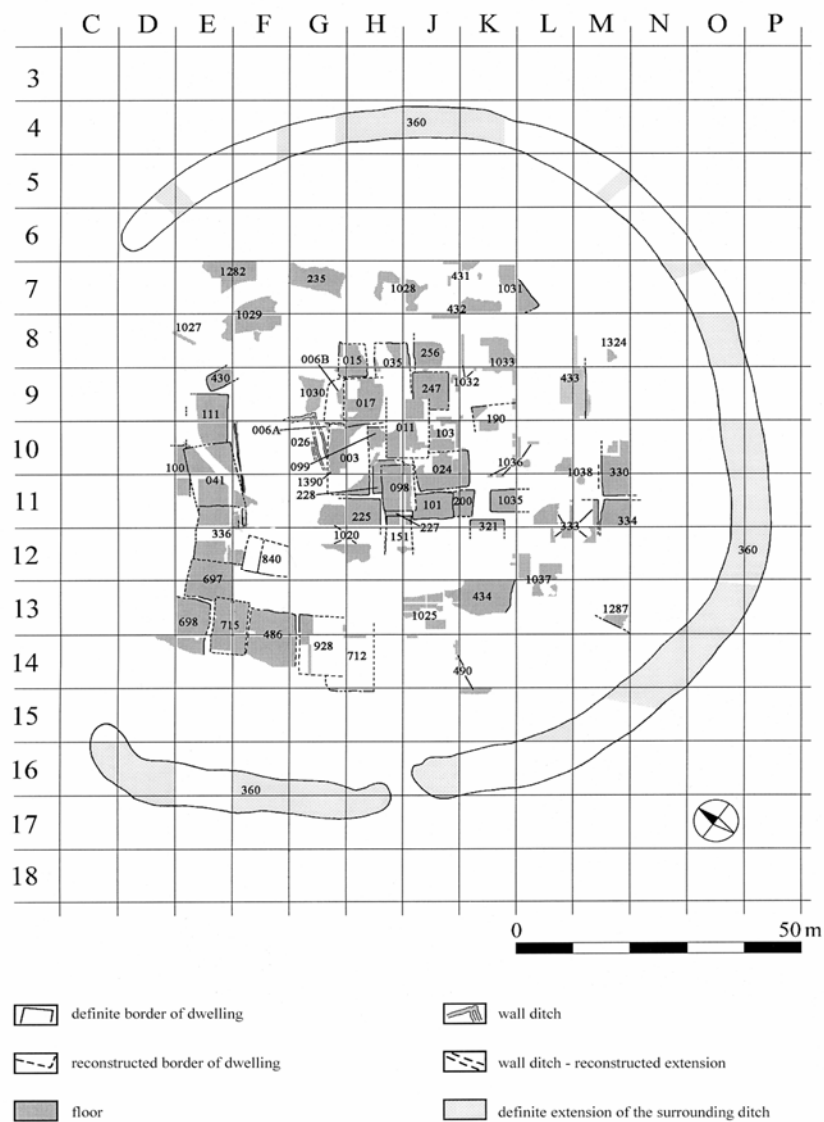 C D E F G H I J K L M N O P
3
4
360
5
6
1282 235 431
7
1028 1031
432
1029
8
1027 1324
006B 015 035 256 1033
430 1032 433
9
1030 017 247
111 190
006A 011 103
10
026 003 1036
099 024 1038 330
100 041 1390
11
228 098 101 200 1035
225 333 334
336 227 321
1020 151
12
840 360
697 1037
13
434
698 715 1025 1287
486
928 712
14
490
15
16
360
17
18
0 50 m
definite border of dwelling
wall ditch
reconstructed border of dwelling
wall ditch - reconstructed extension
floor
definite extension of the surrounding ditch